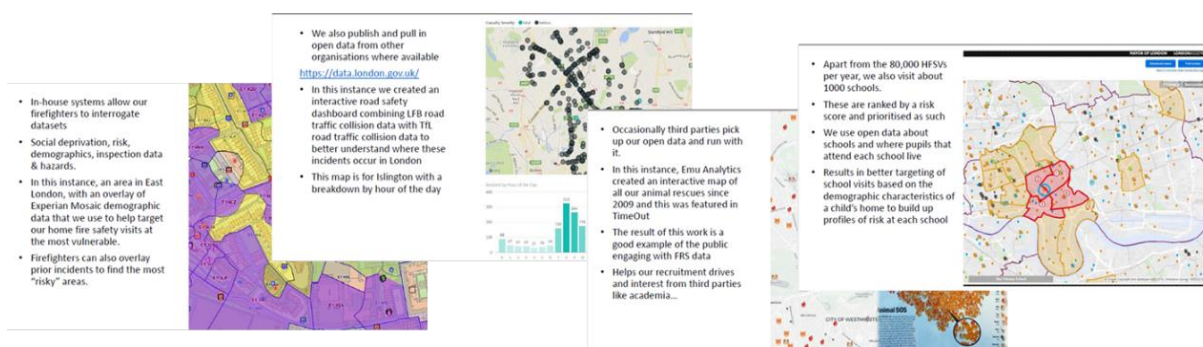 • In-house systems allow our
firefighters to interrogate
datasets
• Social deprivation, risk,
demographics, inspection data
& hazards.
• In this instance, an area in East
London, with an overlay of
Experian Mosaic demographic
data that we use to help target
our home fire safety visits at
the most vulnerable.
• Firefighters can also overlay
prior incidents to find the most
"risky" areas.
• We also publish and pull in
open data from other
organisations where available
https://data.london.gov.uk/
• In this instance we created an
interactive road safety
dashboard combining LFB road
traffic collision data with TfL
road traffic collision data to
better understand where these
incidents occur in London
• This map is for Islington with a
breakdown by hour of the day
• Occasionally third parties pick
up our open data and run with
it.
• In this instance, Emu Analytics
created an interactive map of
all our animal rescues since
2009 and this was featured in
TimeOut
• The result of this work is a
good example of the public
engaging with FRS data
• Helps our recruitment drives
and interest from third parties
like academia...
CITY OF WESTMINSTER
Animal SOS
• Apart from the 80,000 HFSVs
per year, we also visit about
1000 schools.
• These are ranked by a risk
score and prioritised as such
• We use open data about
schools and where pupils that
attend each school live
• Results in better targeting of
school visits based on the
demographic characteristics of
a child's home to build up
profiles of risk at each school
MAYOR OF LONDON